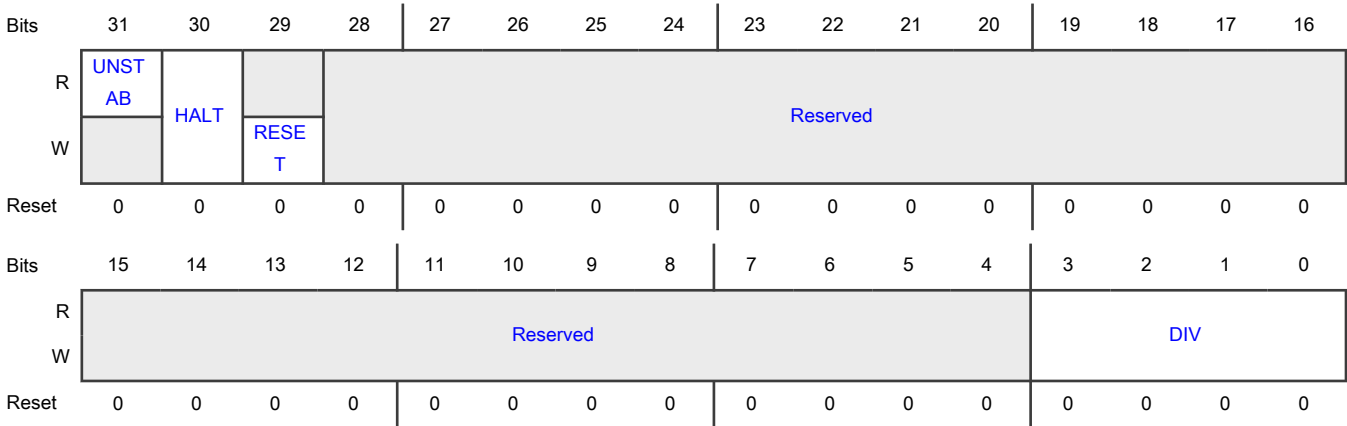 Bits 31 30 29 28 27 26 25 24 23 22 21 20 19 18 17 16
R UNST
AB
HALT Reserved
W RESE
T
Reset 0 0 0 0 0 0 0 0 0 0 0 0 0 0 0 0
Bits 15 14 13 12 11 10 9 8 7 6 5 4 3 2 1 0
R
Reserved DIV
W
Reset 0 0 0 0 0 0 0 0 0 0 0 0 0 0 0 0